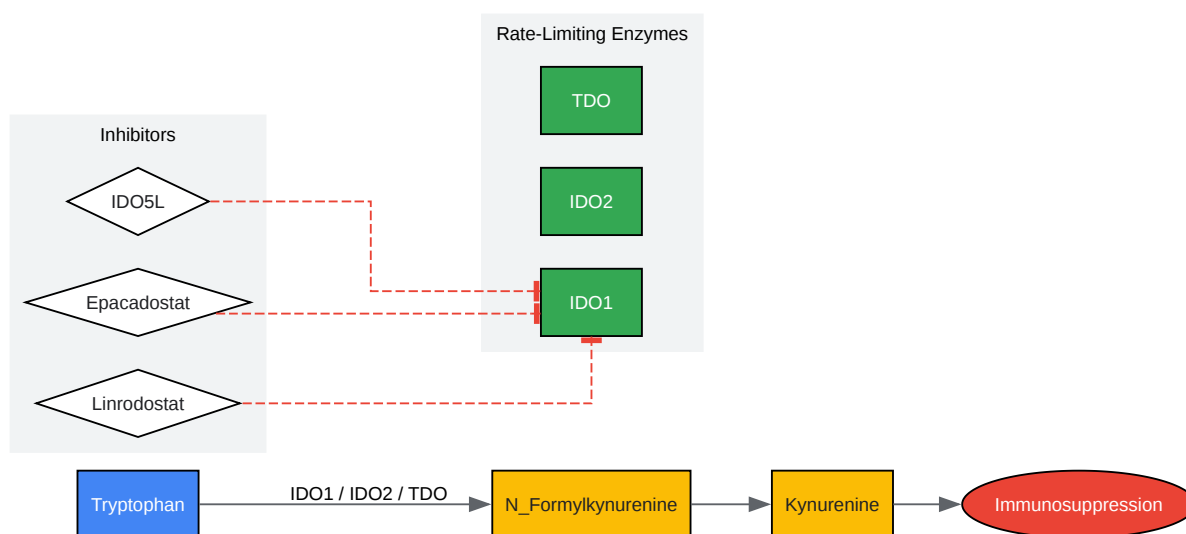 Rate-Limiting Enzymes
TDO
Inhibitors
IDO5L
IDO2
Epacadostat
IDO1
Linrodostat
Tryptophan
IDO1 / IDO2 / TDO
N_Formylkynurenine
Kynurenine
Immunosuppression